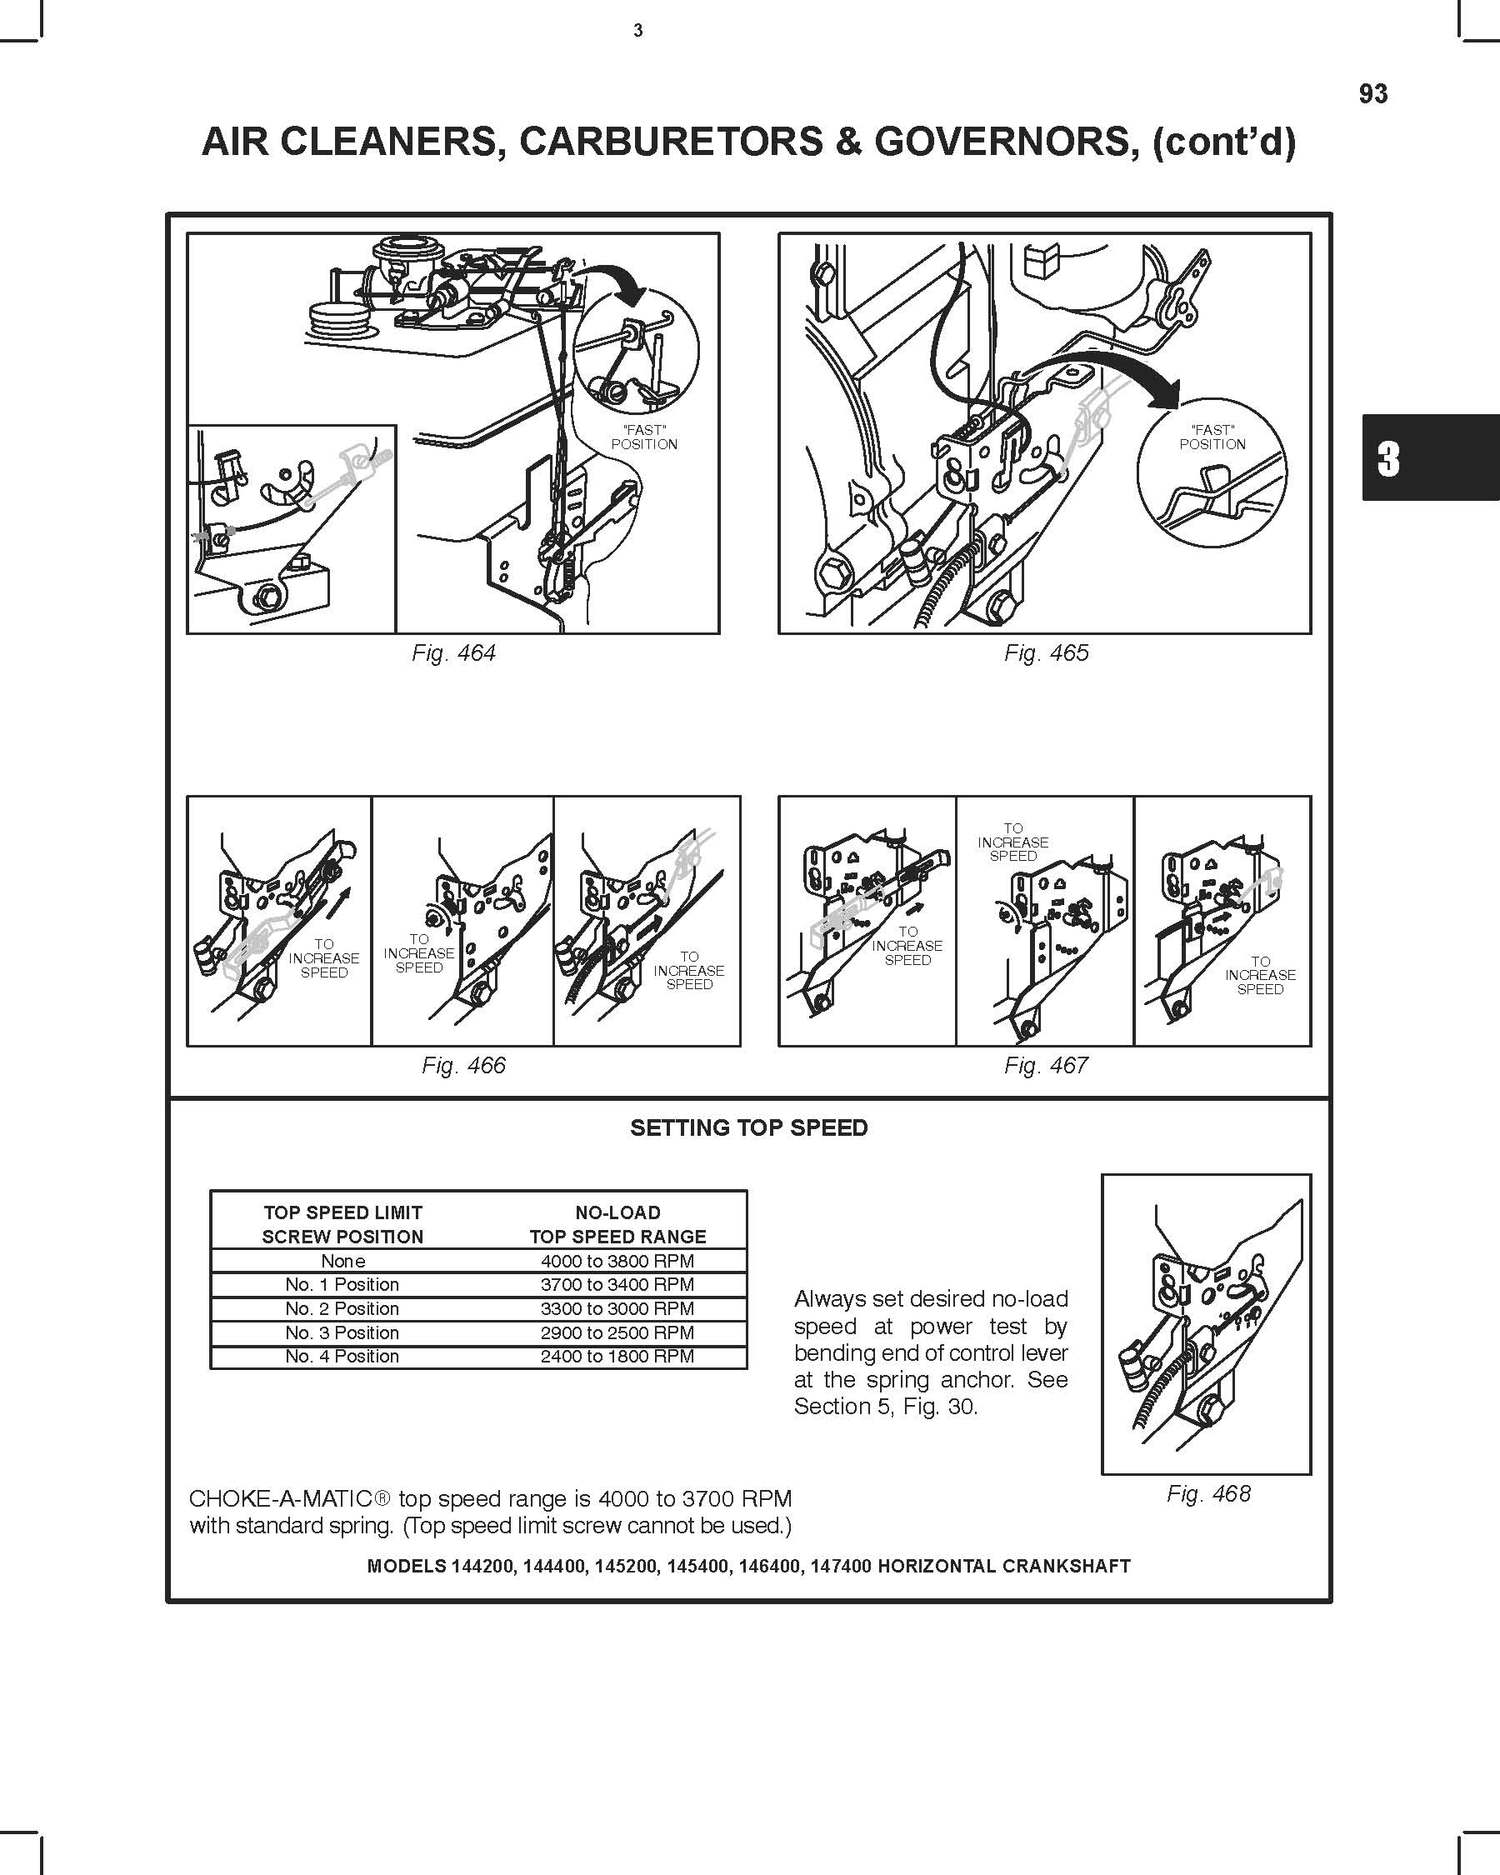 3
93
AIR CLEANERS, CARBURETORS & GOVERNORS, (cont’d)
3
"FAST"
POSITION
Fig. 464
"FAST"
POSITION
Fig. 465
TO
INCREASE
SPEED
TO
INCREASE
SPEED
TO
INCREASE
SPEED
Fig. 466
TO
INCREASE
SPEED
TO
INCREASE
SPEED
TO
INCREASE
SPEED
Fig. 467
SETTING TOP SPEED
TOP SPEED LIMIT NO-LOAD
SCREW POSITION TOP SPEED RANGE
None 4000 to 3800 RPM
No. 1 Position 3700 to 3400 RPM
No. 2 Position 3300 to 3000 RPM
No. 3 Position 2900 to 2500 RPM
No. 4 Position 2400 to 1800 RPM
Always set desired no-load
speed at power test by
bending end of control lever
at the spring anchor. See
Section 5, Fig. 30.
Fig. 468
CHOKE-A-MATIC® top speed range is 4000 to 3700 RPM
with standard spring. (Top speed limit screw cannot be used.)
MODELS 144200, 144400, 145200, 145400, 146400, 147400 HORIZONTAL CRANKSHAFT